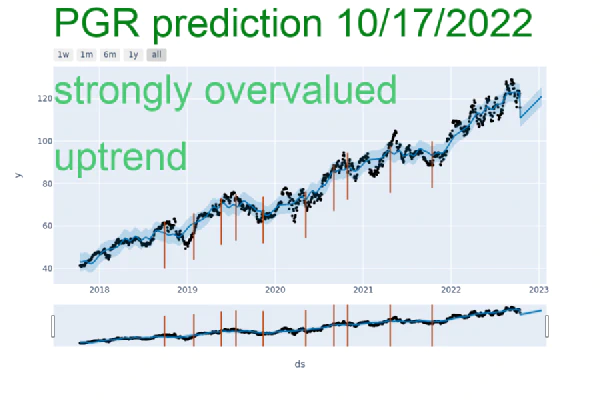 PGR prediction 10/17/2022
1w 1m 6m 1y all
strongly overvalued
120
100
uptrend
80
60
40
y
2018 2019 2020 2021 2022 2023
ds